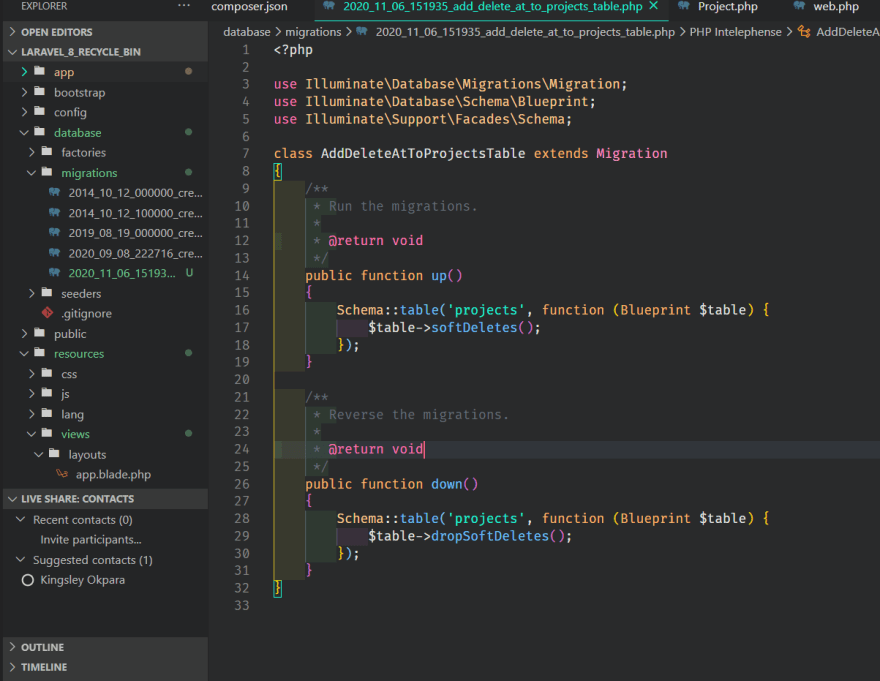 EXPLORER ...
OPEN EDITORS
LARAVEL_8_RECYCLE_BIN
app
bootstrap
config
database
factories
migrations
2014_10_12_000000_cre...
2014_10_12_100000_cre...
2019_08_19_000000_cre...
2020_09_08_222716_cre...
2020_11_06_15193... U
seeders
.gitignore
public
resources
css
js
lang
views
layouts
app.blade.php
LIVE SHARE: CONTACTS
Recent contacts (0)
Invite participants...
Suggested contacts (1)
Kingsley Okpara
OUTLINE
TIMELINE
composer.json 2020_11_06_151935_add_delete_at_to_projects_table.php Project.php web.php
database > migrations > 2020_11_06_151935_add_delete_at_to_projects_table.php > PHP Intelephense > AddDeleteA
1 <?php
2
3 use Illuminate\Database\Migrations\Migration;
4 use Illuminate\Database\Schema\Blueprint;
5 use Illuminate\Support\Facades\Schema;
6
7 class AddDeleteAtToProjectsTable extends Migration
8 {
9 /**
10 * Run the migrations.
11 *
12 * @return void
13 */
14 public function up()
15 {
16 Schema::table('projects', function (Blueprint $table) {
17 $table->softDeletes();
18 });
19 }
20
21 /**
22 * Reverse the migrations.
23 *
24 * @return void
25 */
26 public function down()
27 {
28 Schema::table('projects', function (Blueprint $table) {
29 $table->dropSoftDeletes();
30 });
31 }
32 }
33